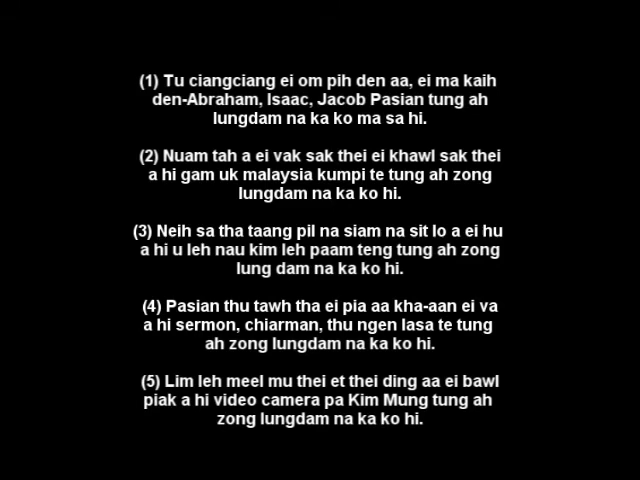 (1) Tu ciangciang ei om pih den aa, ei ma kaih
den-Abraham, Isaac, Jacob Pasian tung ah
lungdam na ka ko ma sa hi.
(2) Nuam tah a ei vak sak thei ei khawl sak thei
a hi gam uk malaysia kumpi te tung ah zong
lungdam na ka ko hi.
(3) Neih sa tha taang pil na siam na sit lo a ei hu
a hi u leh nau kim leh paam teng tung ah zong
lung dam na ka ko hi.
(4) Pasian thu tawh tha ei pia aa kha-aan ei va
a hi sermon, chiarman, thu ngen lasa te tung
ah zong lungdam na ka ko hi.
(5) Lim leh meel mu thei et thei ding aa ei bawl
piak a hi video camera pa Kim Mung tung ah
zong lungdam na ka ko hi.